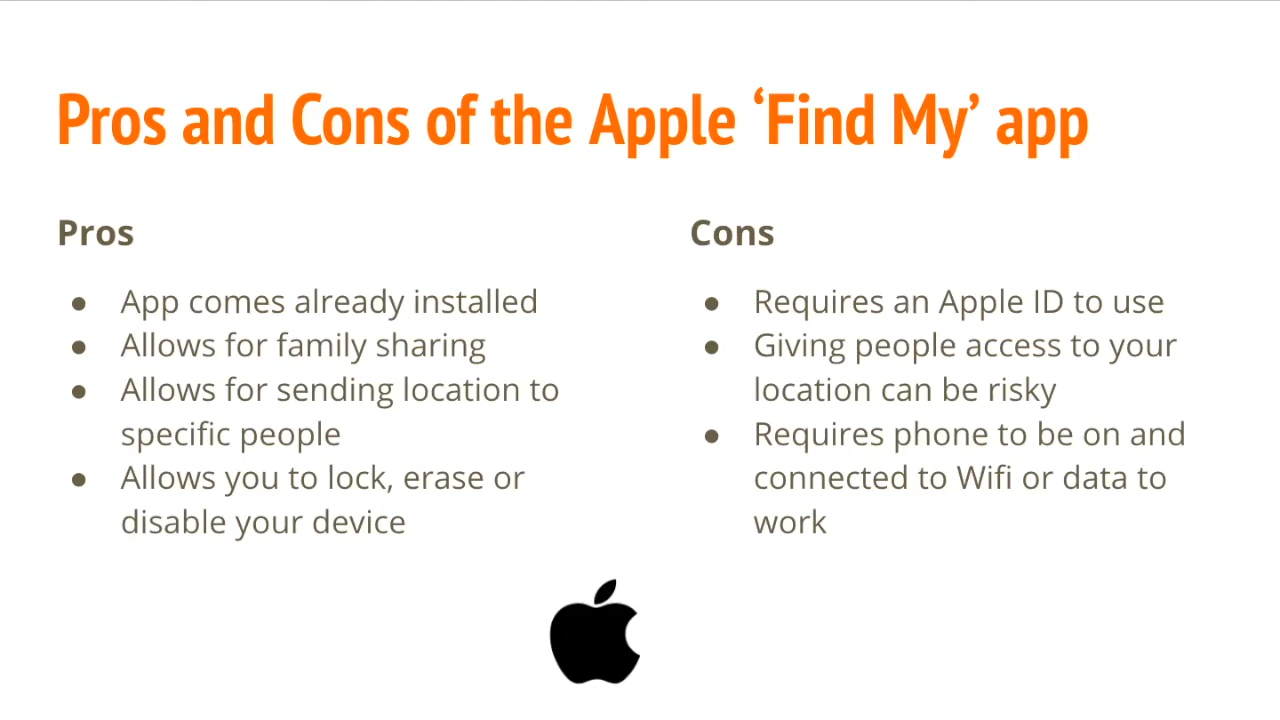 Pros and Cons of the Apple ‘Find My’ app
Pros
● App comes already installed
● Allows for family sharing
● Allows for sending location to
specific people
● Allows you to lock, erase or
disable your device
Cons
● Requires an Apple ID to use
● Giving people access to your
location can be risky
● Requires phone to be on and
connected to Wifi or data to
work